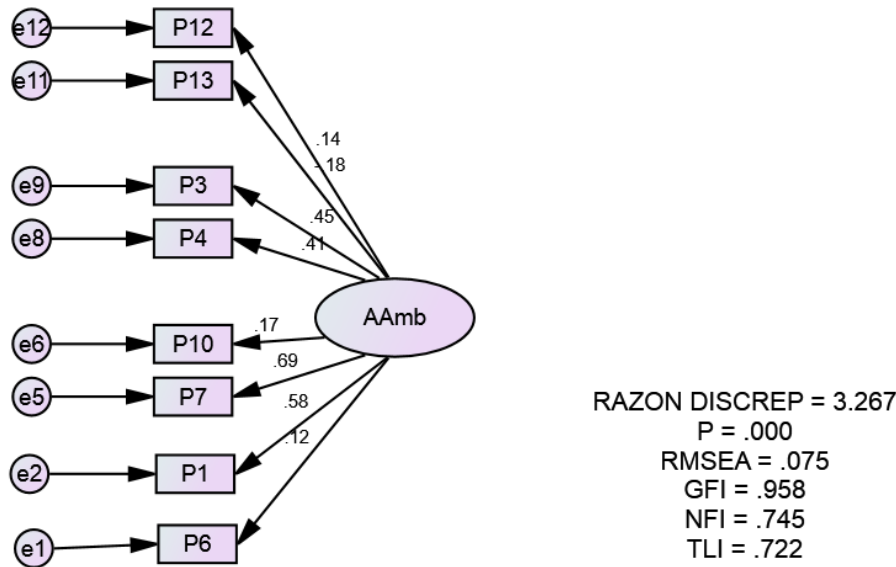 e12 P12
e11 P13
.14
-.18
e9 P3
.45
e8 P4
.41
AAmb
e6 P10
.17
e5 P7
.69
.58
.12
e2 P1
e1 P6
RAZON DISCREP = 3.267
P = .000
RMSEA = .075
GFI = .958
NFI = .745
TLI = .722